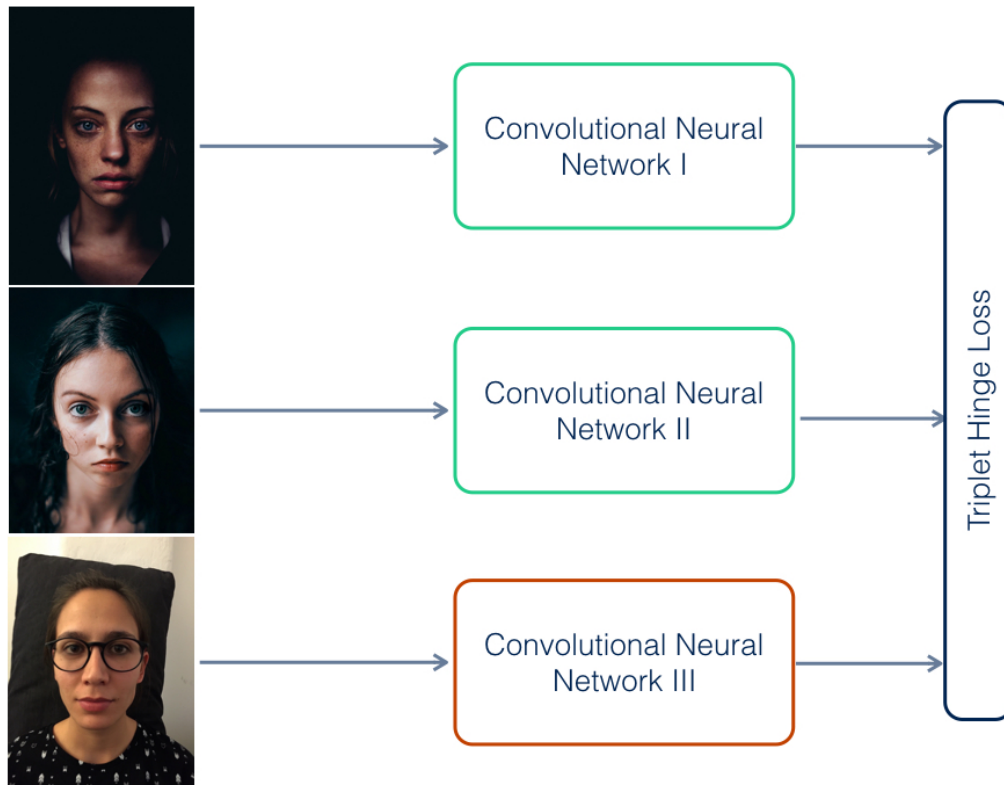 Convolutional Neural
Network I
Convolutional Neural
Network II
Convolutional Neural
Network III
Triplet Hinge Loss